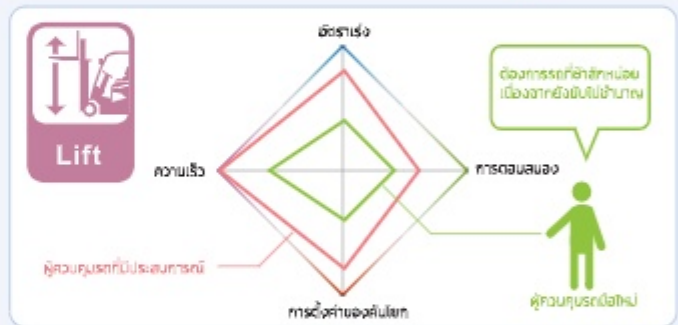 อัตราเร่ง
ต้องการรถที่ช้าสักหน่อย
เนื่องจากยังขับไม่ชำนาญ
Lift
ความเร็ว
การตอบสนอง
ผู้ควบคุมรถที่มีประสบการณ์
ผู้ควบคุมรถมือใหม่
การตั้งค่าของคันโยก